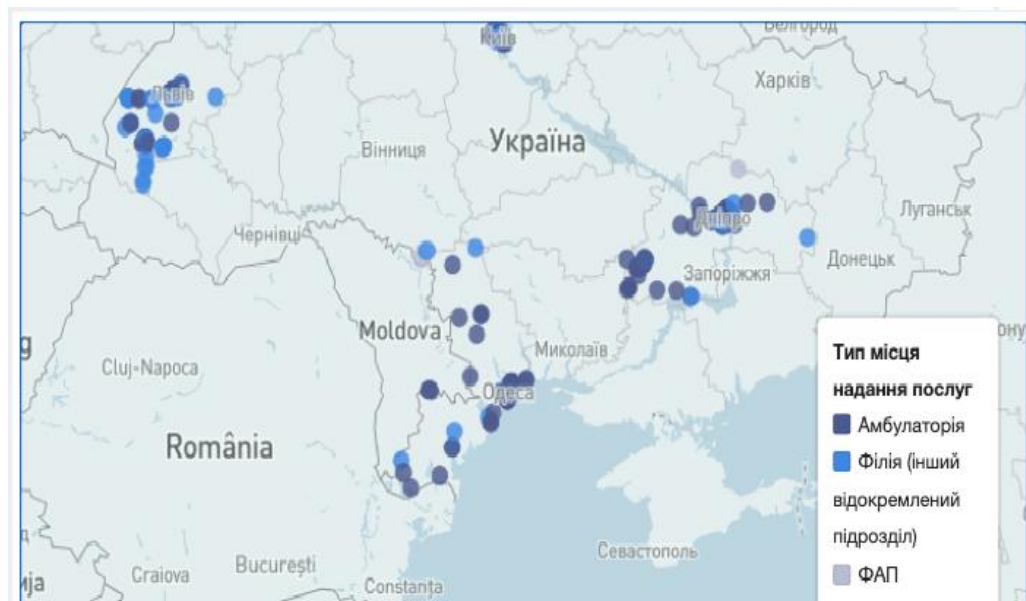 Київ
Белгород
Львів
Харків
Україна
Вінниця
Луганськ
Дніпро
Чернівці
Донецьк
Запоріжжя
Moldova
Миколаїв
Cluj-Napoca
Одеса
România
Севастополь
București
Craiova
Constanța
Тип місця
надання послуг
Амбулаторія
Філія (інший
відокремлений
підрозділ)
ФАП